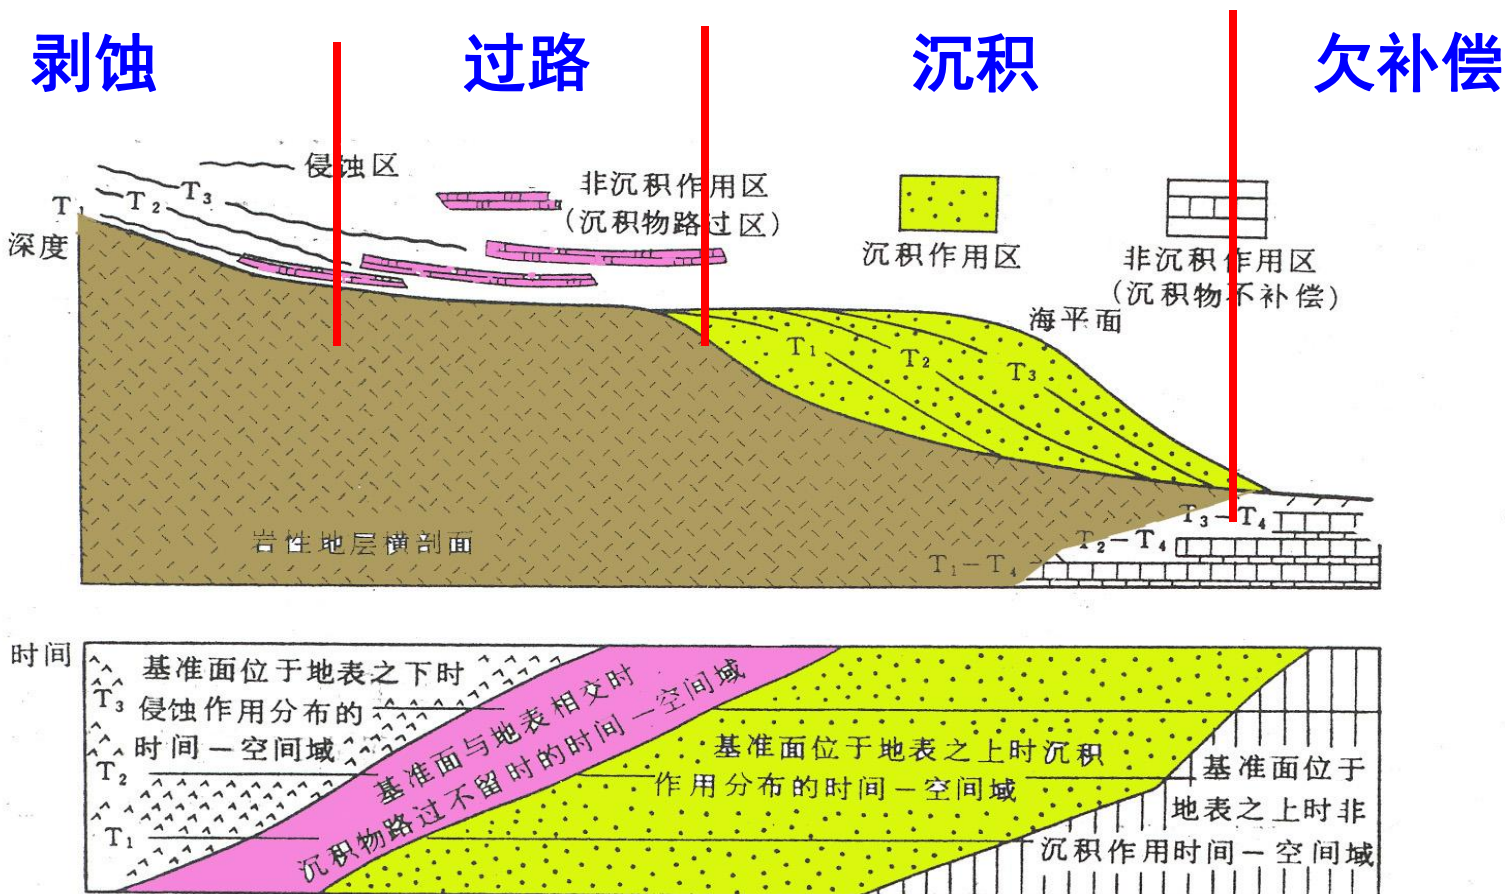 剥蚀
过路
沉积
欠补偿
侵蚀区
T₃
T₂
T₁
深度
非沉积作用区
(沉积物路过区)
沉积作用区
非沉积作用区
(沉积物不补偿)
海平面
T₁
T₂
T₃
岩性地层横剖面
T₃－T₄
T₂－T₄
T₁－T₄
时间
T₃
T₂
T₁
基准面位于地表之下时
侵蚀作用分布的
时间－空间域
基准面与地表相交时
沉积物路过不留时的时间－空间域
基准面位于地表之上时沉积
作用分布的时间－空间域
基准面位于
地表之上时非
沉积作用时间－空间域